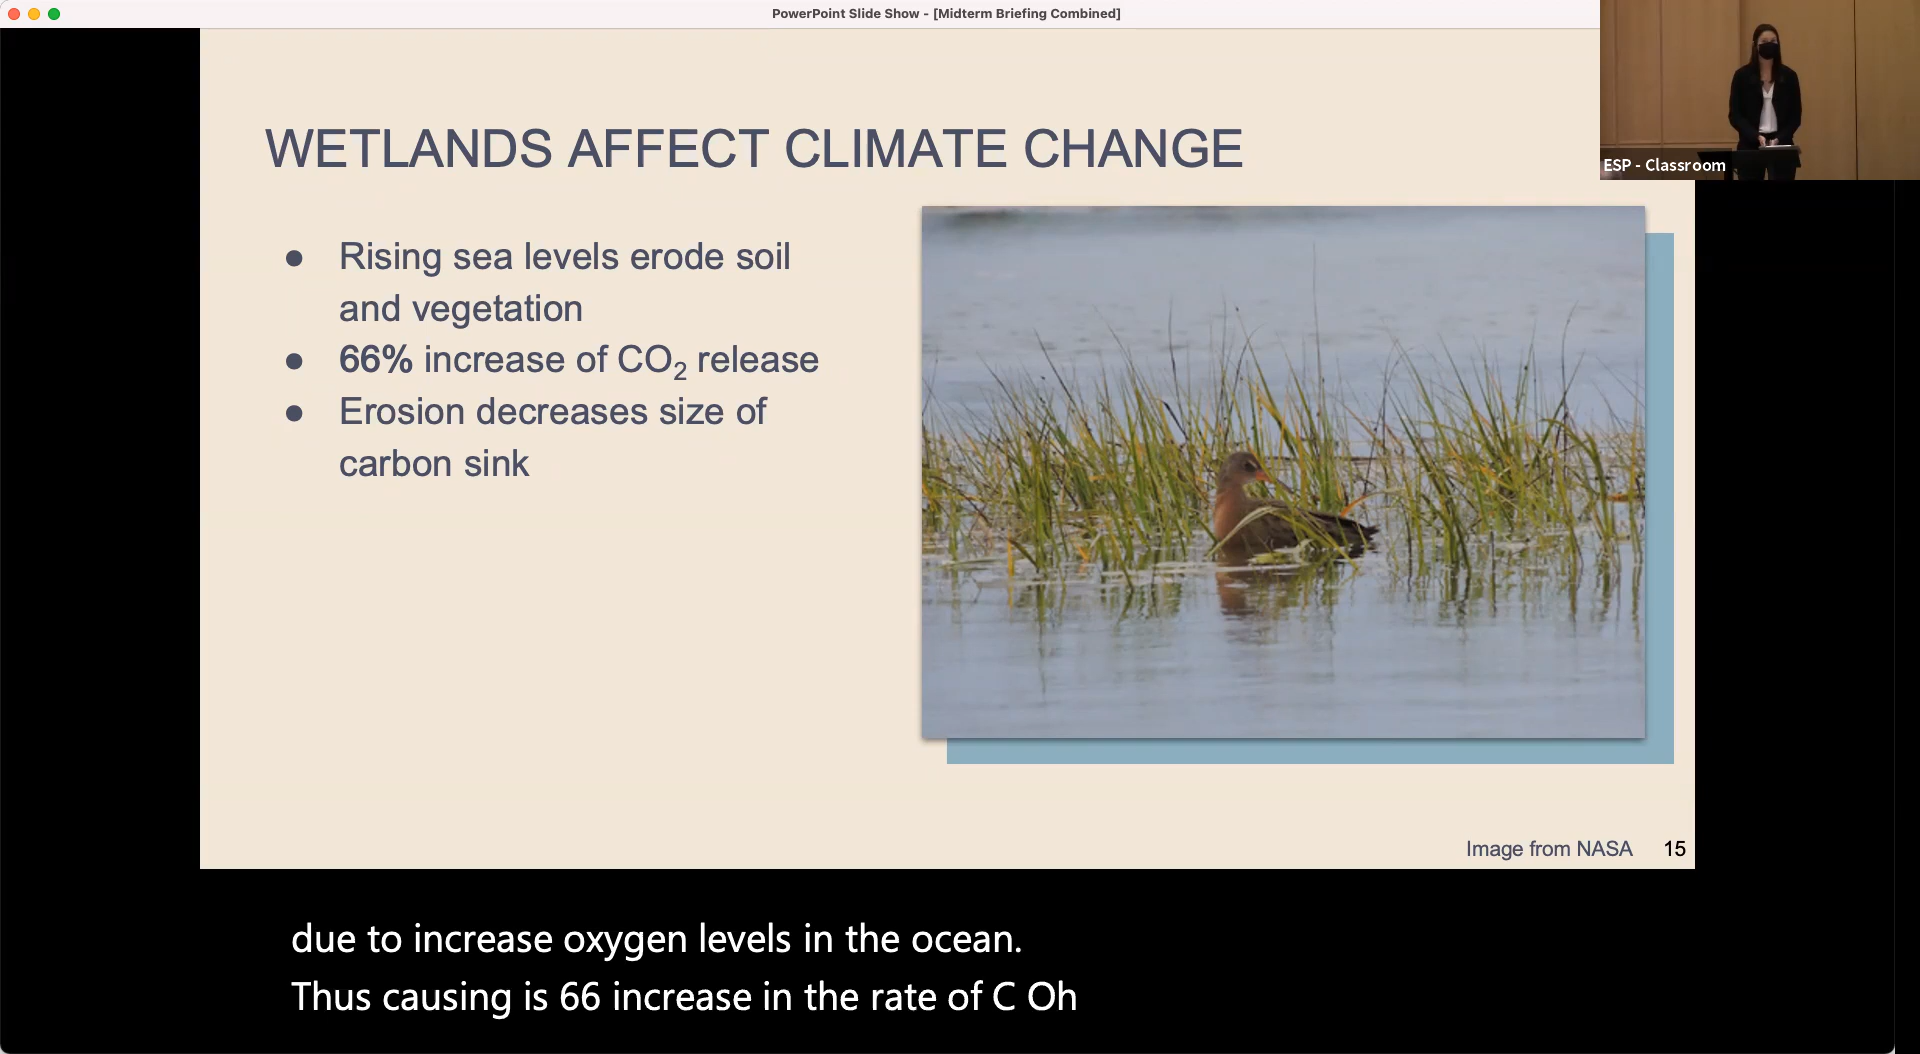 PowerPoint Slide Show - [Midterm Briefing Combined]
ESP - Classroom
WETLANDS AFFECT CLIMATE CHANGE
● Rising sea levels erode soil
and vegetation
● 66% increase of CO₂ release
● Erosion decreases size of
carbon sink
Image from NASA 15
due to increase oxygen levels in the ocean.
Thus causing is 66 increase in the rate of C Oh